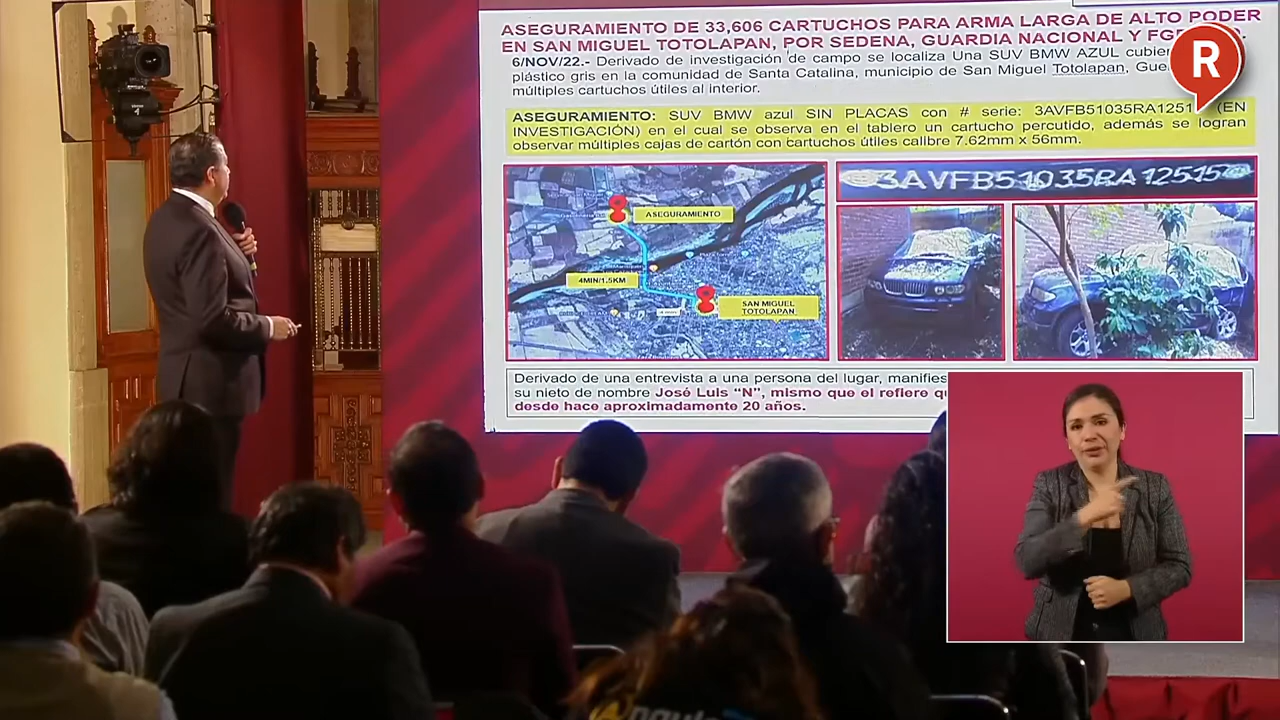 ASEGURAMIENTO DE 33,606 CARTUCHOS PARA ARMA LARGA DE ALTO PODER
EN SAN MIGUEL TOTOLAPAN, POR SEDENA, GUARDIA NACIONAL Y
R
6/NOV/22.- Derivado de investigación de campo se localiza Una SUV BMW AZUL
plástico gris en la comunidad de Santa Catalina, municipio de San Miguel Totolapan,
múltiples cartuchos útiles al interior.
ASEGURAMIENTO: SUV BMW azul SIN PLACAS con # serie: (EN
INVESTIGACIÓN) en el cual se observa en el tablero un cartucho percutido, además se logran
observar múltiples cajas de cartón con cartuchos útiles calibre 7.62mm x 56mm.
3AVFB51035RA12515
ASEGURAMIENTO
4MIN/1.5KM
SAN MIGUEL
TOTOLAPAN
Derivado de una entrevista a una persona del lugar,
su nieto de nombre José Luis “N”, mismo que el refiere
desde hace aproximadamente 20 años.